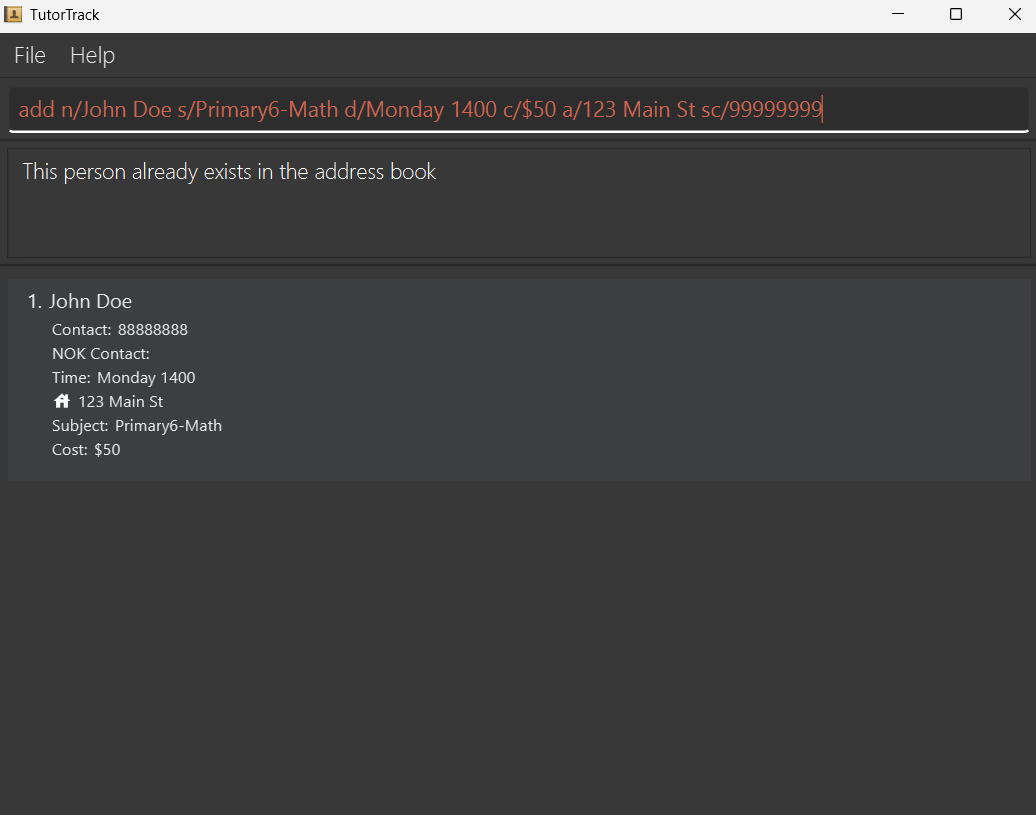 TutorTrack
File Help
add n/John Doe s/Primary6-Math d/Monday 1400 c/$50 a/123 Main St sc/99999999
This person already exists in the address book
1. John Doe
Contact: 88888888
NOK Contact:
Time: Monday 1400
123 Main St
Subject: Primary6-Math
Cost: $50